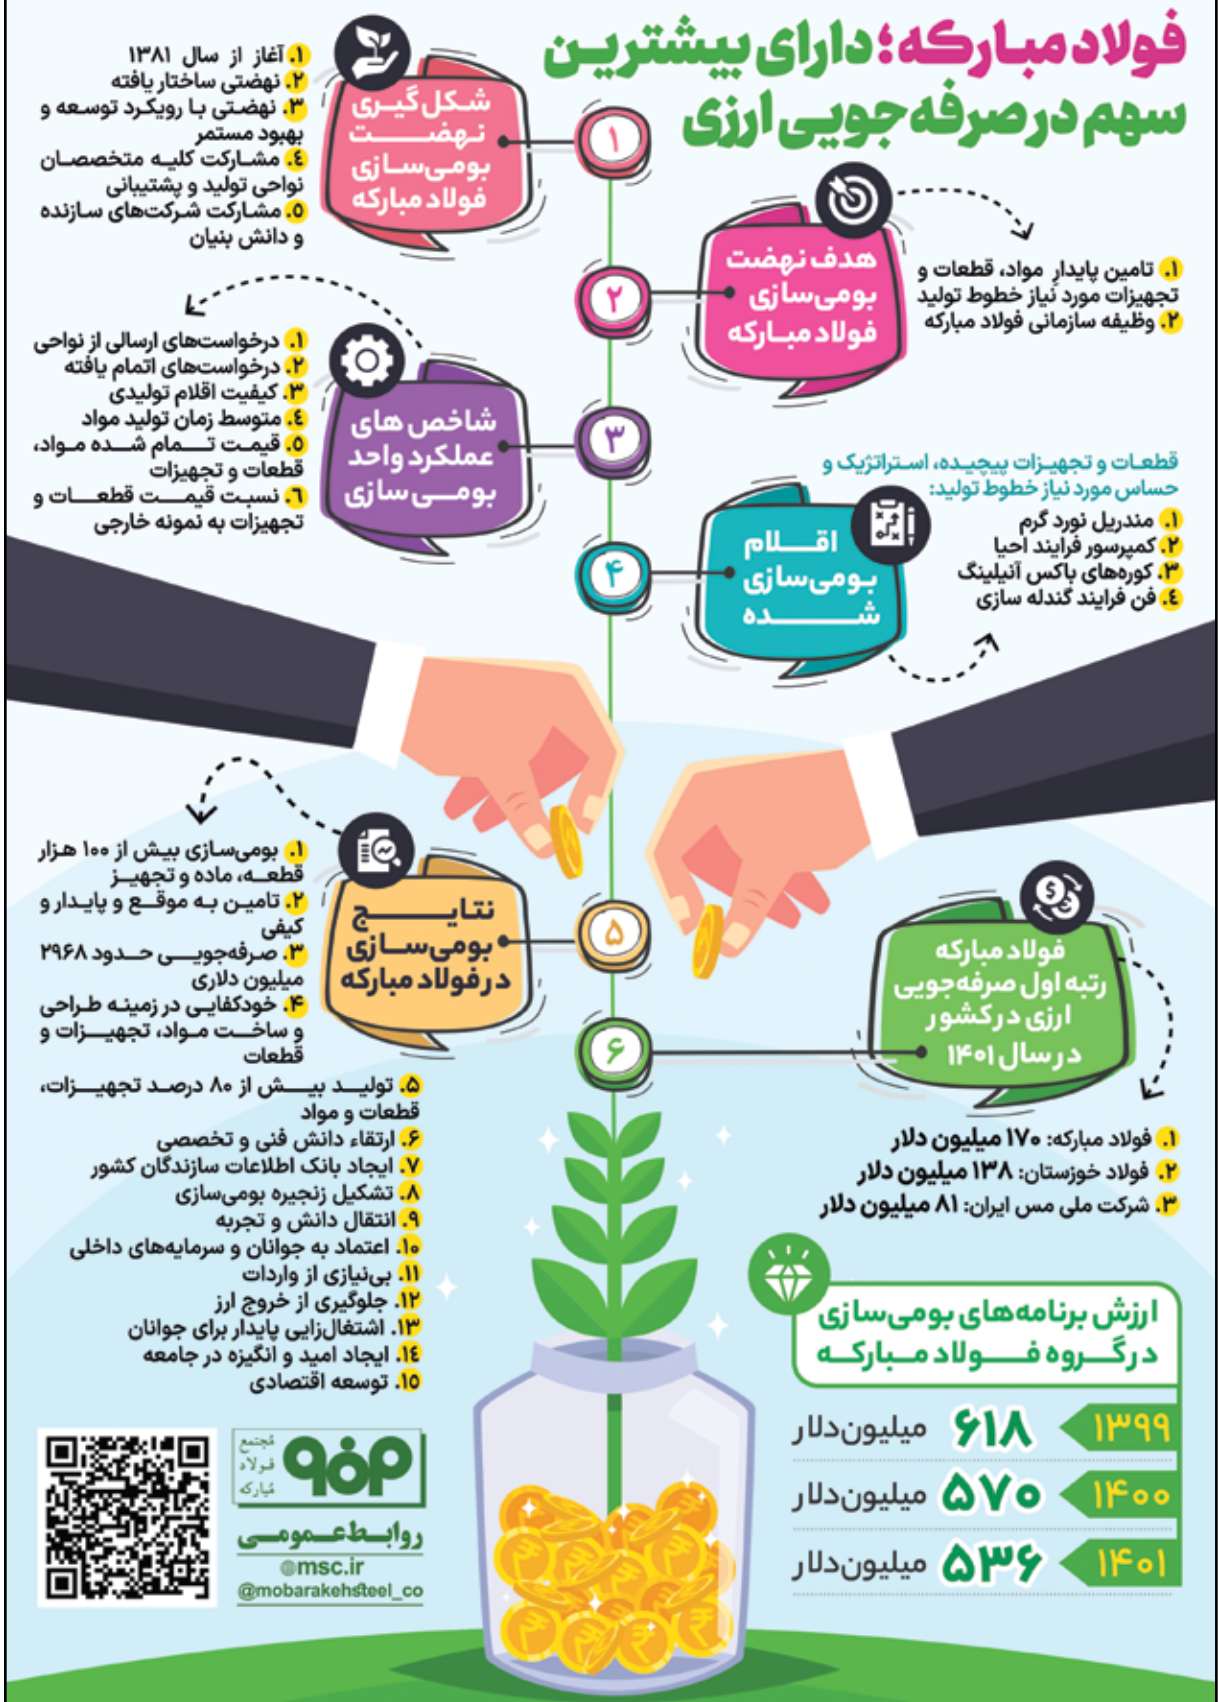 فولاد مبارکه؛ دارای بیشترین
سهم در صرفه‌جویی ارزی
۱
شکل‌گیری
نهضت
بومی‌سازی
فولاد مبارکه
۱. آغاز از سال ۱۳۸۱
۲. نهضتی ساختار یافته
۳. نهضتی با رویکرد توسعه و
بهبود مستمر
۴. مشارکت کلیه متخصصان
نواحی تولید و پشتیبانی
۵. مشارکت شرکت‌های سازنده
و دانش بنیان
۲
هدف نهضت
بومی‌سازی
فولاد مبارکه
۱. تامین پایدارِ مواد، قطعات و
تجهیزات مورد نیاز خطوط تولید
۲. وظیفه سازمانی فولاد مبارکه
۳
شاخص های
عملکرد واحد
بومی سازی
۱. درخواست‌های ارسالی از نواحی
۲. درخواست‌های اتمام یافته
۳. کیفیت اقلام تولیدی
۴. متوسط زمان تولید مواد
۵. قیمت تمام شده مواد،
قطعات و تجهیزات
۶. نسبت قیمت قطعات و
تجهیزات به نمونه خارجی
۴
اقلام
بومی‌سازی
شده
قطعات و تجهیزات پیچیده، استراتژیک و
حساس مورد نیاز خطوط تولید:
۱. مندریل نورد گرم
۲. کمپرسور فرایند احیا
۳. کوره‌های باکس آنیلینگ
۴. فن فرایند گندله سازی
۵
نتایج
بومی‌سازی
در فولاد مبارکه
۱. بومی‌سازی بیش از ۱۰۰ هزار
قطعه، ماده و تجهیز
۲. تامین به موقع و پایدار و
کیفی
۳. صرفه‌جویی حدود ۲۹۶۸
میلیون دلاری
۴. خودکفایی در زمینه طراحی
و ساخت مواد، تجهیزات و
قطعات
۵. تولید بیش از ۸۰ درصد تجهیزات،
قطعات و مواد
۶. ارتقاء دانش فنی و تخصصی
۷. ایجاد بانک اطلاعات سازندگان کشور
۸. تشکیل زنجیره بومی‌سازی
۹. انتقال دانش و تجربه
۱۰. اعتماد به جوانان و سرمایه‌های داخلی
۱۱. بی‌نیازی از واردات
۱۲. جلوگیری از خروج ارز
۱۳. اشتغال‌زایی پایدار برای جوانان
۱۴. ایجاد امید و انگیزه در جامعه
۱۵. توسعه اقتصادی
۶
فولاد مبارکه
رتبه اول صرفه‌جویی
ارزی در کشور
در سال ۱۴۰۱
۱. فولاد مبارکه: ۱۷۰ میلیون دلار
۲. فولاد خوزستان: ۱۳۸ میلیون دلار
۳. شرکت ملی مس ایران: ۸۱ میلیون دلار
ارزش برنامه‌های بومی‌سازی
در گروه فولاد مبارکه
۱۳۹۹ ۶۱۸ میلیون دلار
۱۴۰۰ ۵۷۰ میلیون دلار
۱۴۰۱ ۵۳۶ میلیون دلار
مجتمع
فولاد
مبارکه
روابط عمومی
@msc.ir
@mobarakehsteel_co